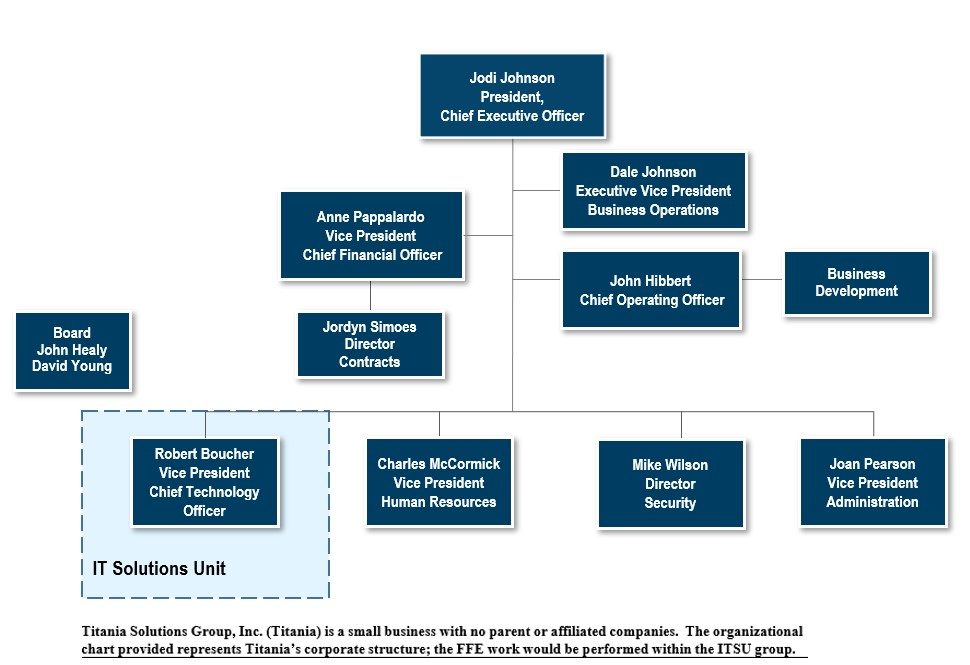 Jodi Johnson
President,
Chief Executive Officer
Dale Johnson
Executive Vice President
Business Operations
Anne Pappalardo
Vice President
Chief Financial Officer
John Hibbert
Chief Operating Officer
Business
Development
Board
John Healy
David Young
Jordyn Simoes
Director
Contracts
Robert Boucher
Vice President
Chief Technology
Officer
Charles McCormick
Vice President
Human Resources
Mike Wilson
Director
Security
Joan Pearson
Vice President
Administration
IT Solutions Unit
Titania Solutions Group, Inc. (Titania) is a small business with no parent or affiliated companies. The organizational
chart provided represents Titania's corporate structure; the FFE work would be performed within the ITSU group.